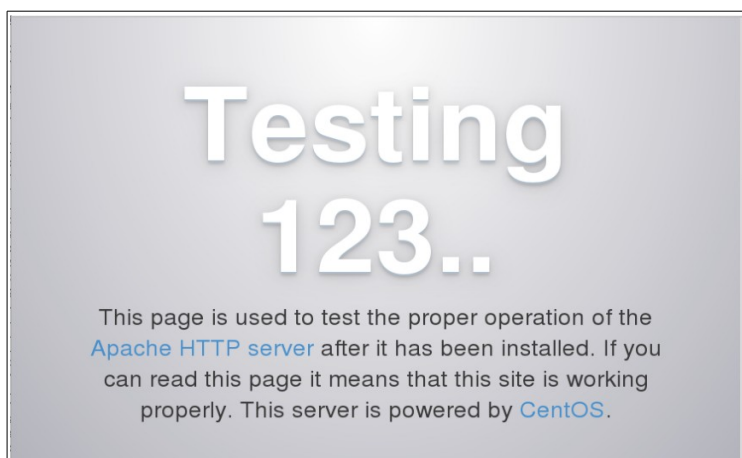 Testing
123..
This page is used to test the proper operation of the
Apache HTTP server after it has been installed. If you
can read this page it means that this site is working
properly. This server is powered by CentOS.